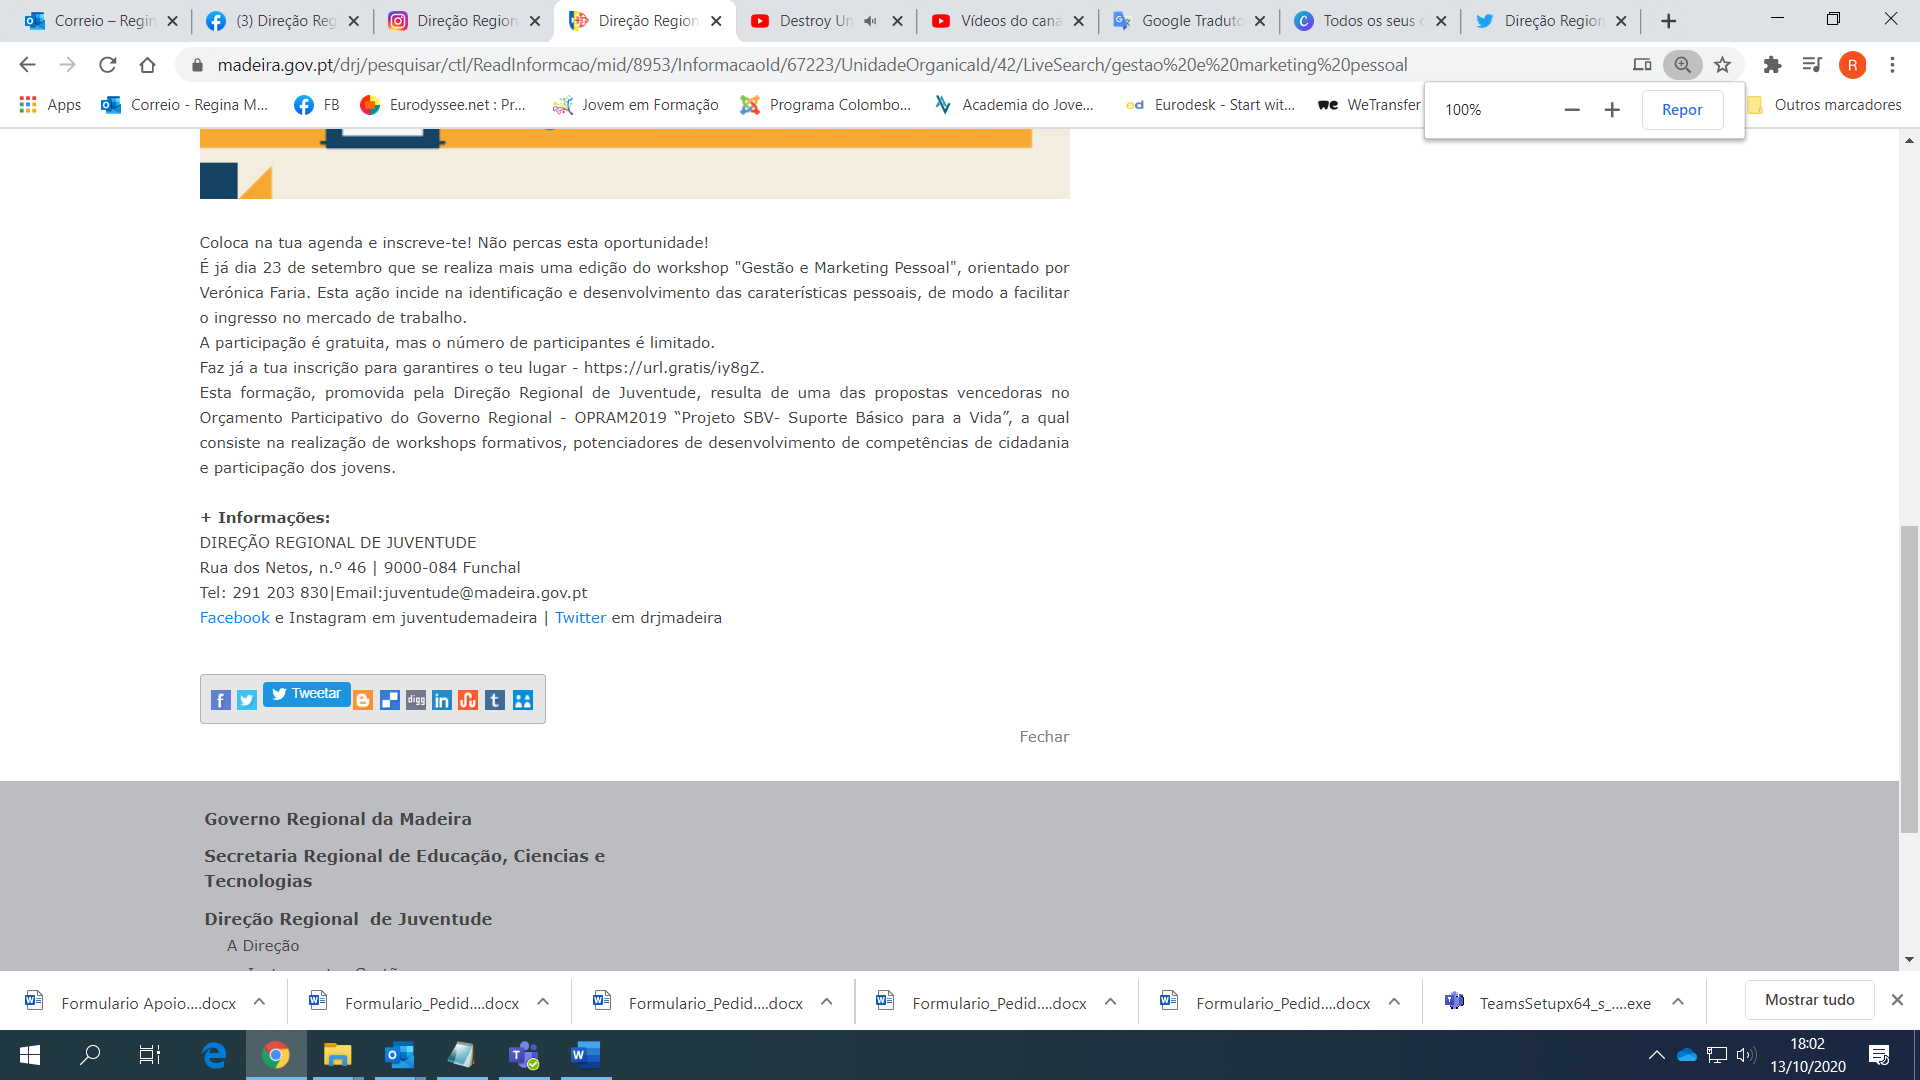 Correio – Regin
(3) Direção Reg
Direção Region
Direção Region
Destroy Un
Vídeos do cana
Google Traduto
Todos os seus d
Direção Region
madeira.gov.pt/drj/pesquisar/ctl/ReadInformcao/mid/8953/InformacaoId/67223/UnidadeOrganicaId/42/LiveSearch/gestao%20e%20marketing%20pessoal
R
Apps
Correio - Regina M...
FB
Eurodyssee.net : Pr...
Jovem em Formação
Programa Colombo...
Academia do Jove...
ed Eurodesk - Start wit...
we WeTransfer
Outros marcadores
100%
Repor
Coloca na tua agenda e inscreve-te! Não percas esta oportunidade!
É já dia 23 de setembro que se realiza mais uma edição do workshop "Gestão e Marketing Pessoal", orientado por
Verónica Faria. Esta ação incide na identificação e desenvolvimento das caraterísticas pessoais, de modo a facilitar
o ingresso no mercado de trabalho.
A participação é gratuita, mas o número de participantes é limitado.
Faz já a tua inscrição para garantires o teu lugar - https://url.gratis/iy8gZ.
Esta formação, promovida pela Direção Regional de Juventude, resulta de uma das propostas vencedoras no
Orçamento Participativo do Governo Regional - OPRAM2019 “Projeto SBV- Suporte Básico para a Vida”, a qual
consiste na realização de workshops formativos, potenciadores de desenvolvimento de competências de cidadania
e participação dos jovens.
+ Informações:
DIREÇÃO REGIONAL DE JUVENTUDE
Rua dos Netos, n.º 46 | 9000-084 Funchal
Tel: 291 203 830|Email:juventude@madeira.gov.pt
Facebook e Instagram em juventudemadeira | Twitter em drjmadeira
Tweetar
digg
Fechar
Governo Regional da Madeira
Secretaria Regional de Educação, Ciencias e
Tecnologias
Direção Regional  de Juventude
A Direção
Formulario Apoio....docx
Formulario_Pedid....docx
Formulario_Pedid....docx
Formulario_Pedid....docx
Formulario_Pedid....docx
TeamsSetupx64_s_....exe
Mostrar tudo
18:02
13/10/2020